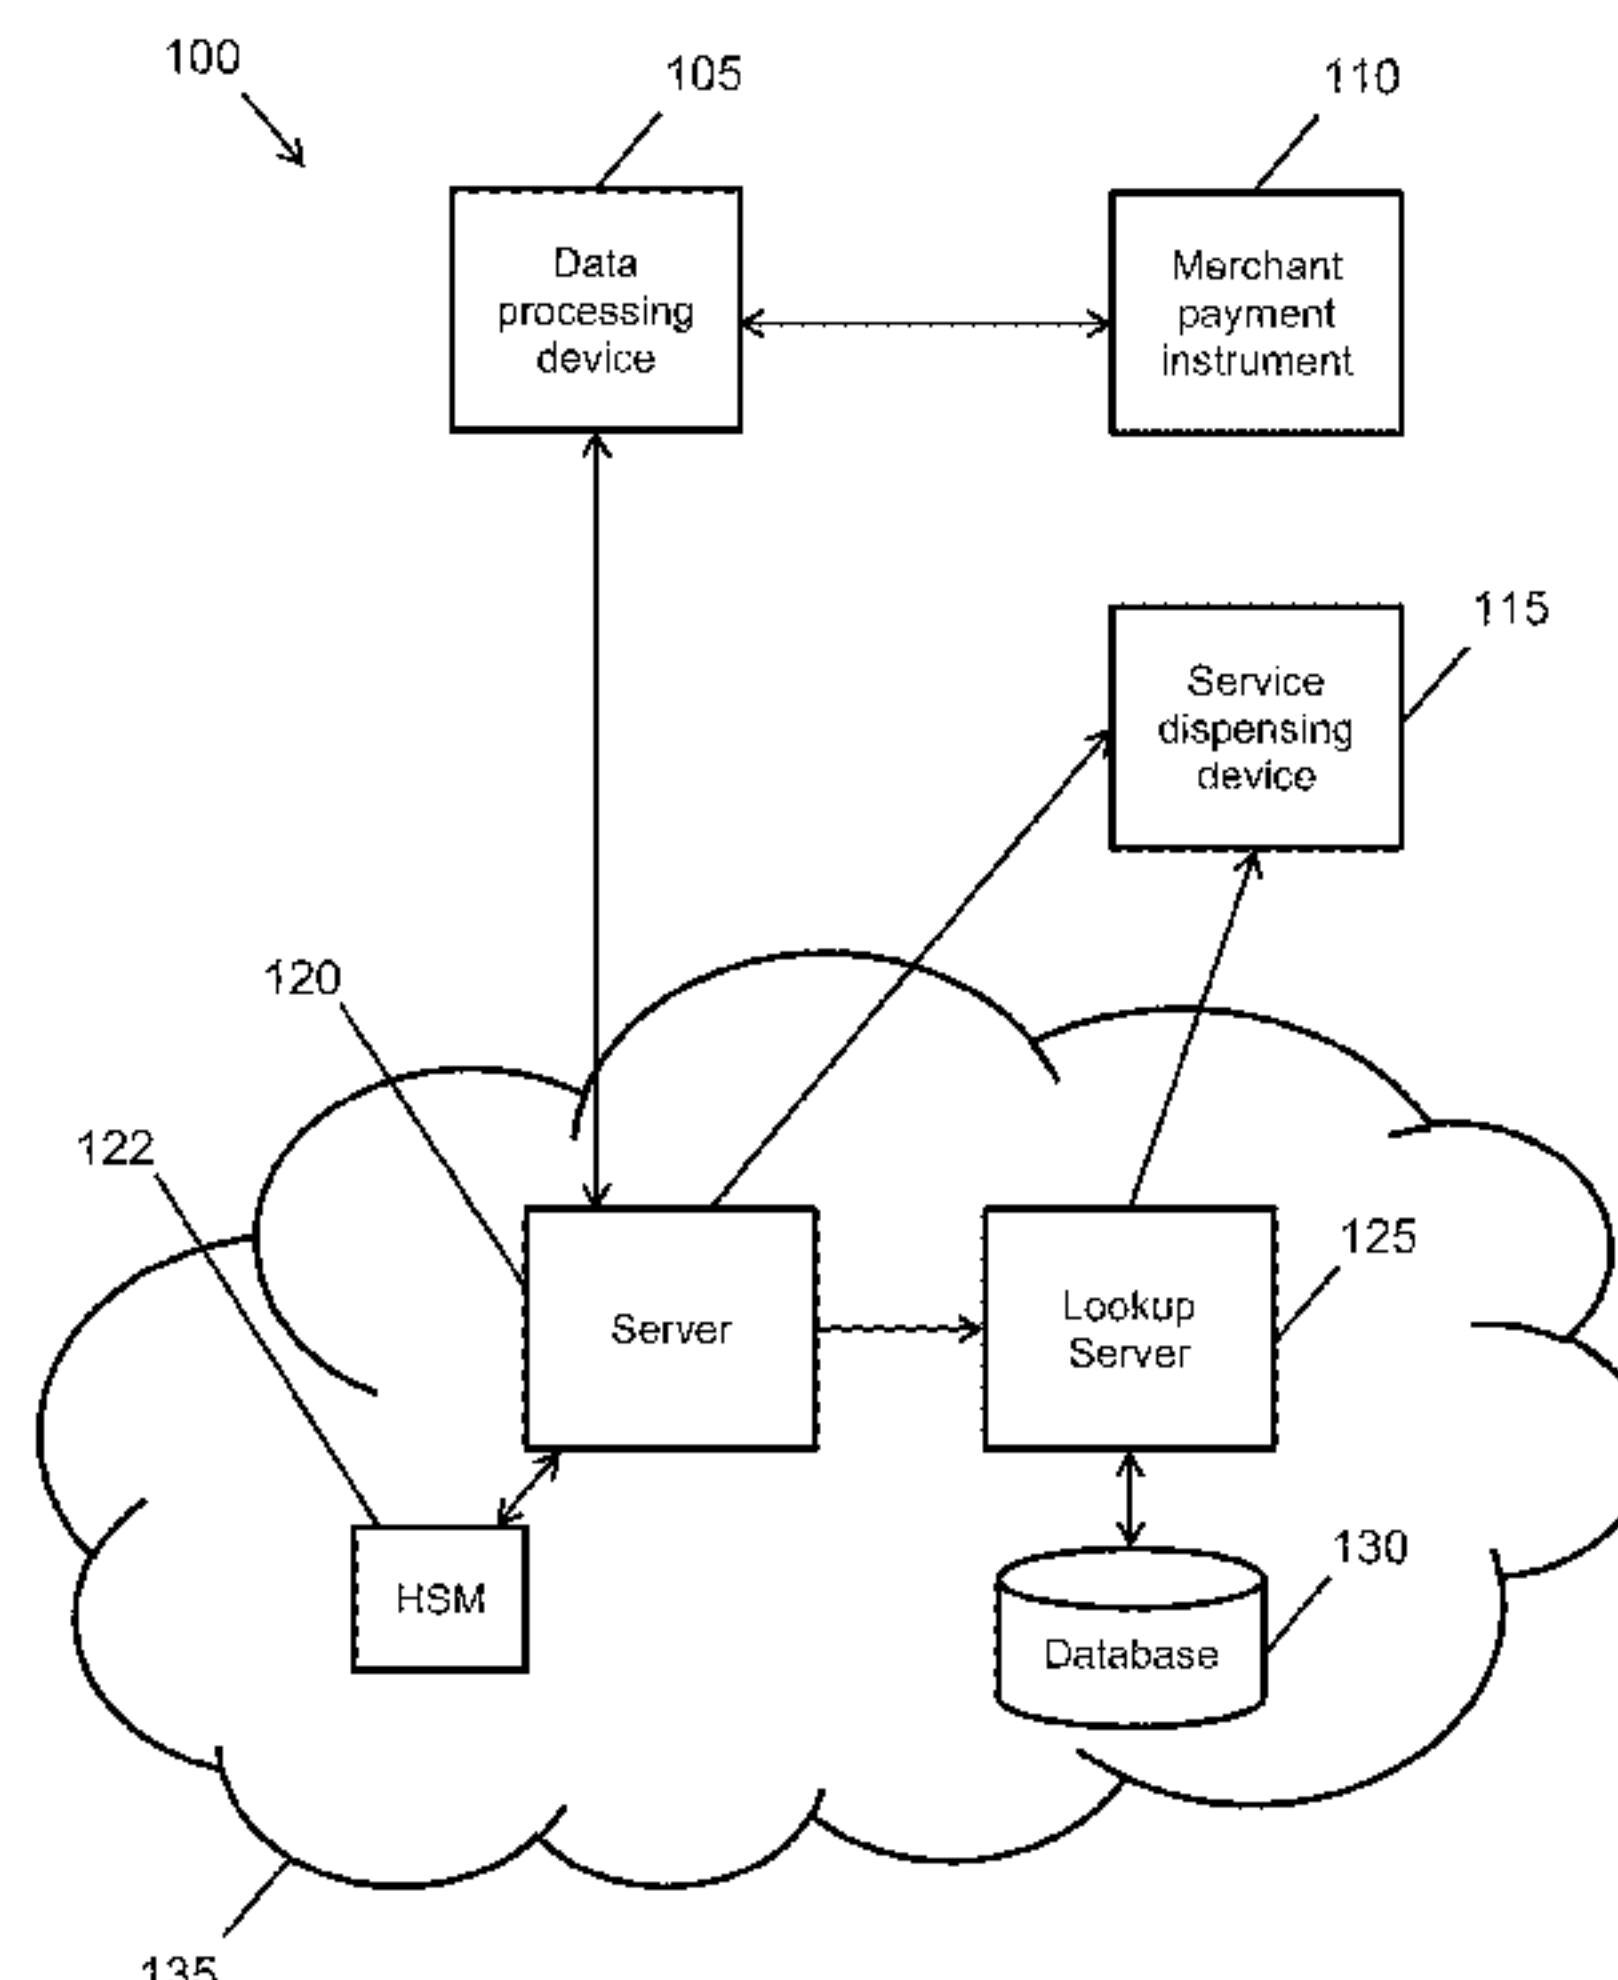 100
105
110
Data
processing
device
Merchant
payment
instrument
115
Service
dispensing
device
120
122
125
Server
Lookup
Server
130
HSM
Database
135